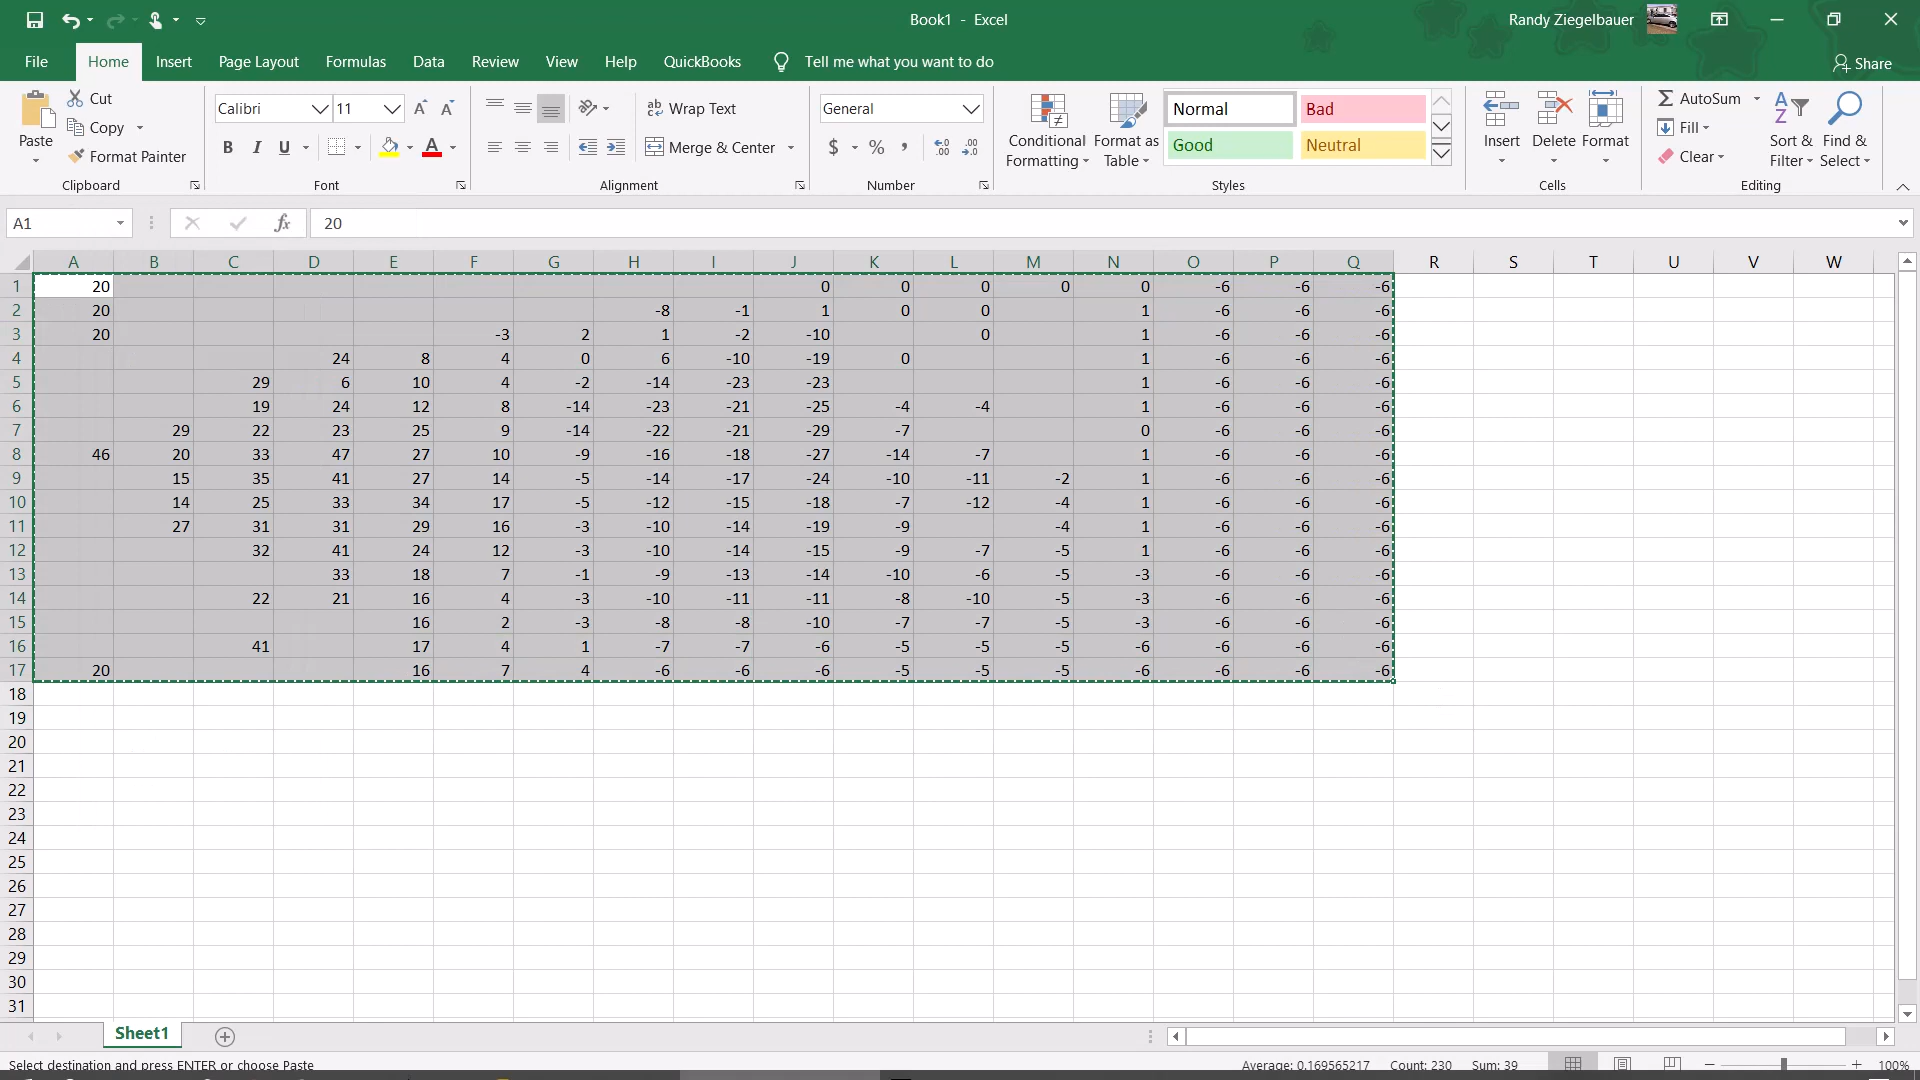 Book1 - Excel
Randy Ziegelbauer
File Home Insert Page Layout Formulas Data Review View Help QuickBooks Tell me what you want to do Share
Paste
Cut
Copy
Format Painter
Clipboard
Calibri 11
B I U
Font
Wrap Text
Merge & Center
Alignment
General
$ % ,
Number
Conditional Formatting
Format as Table
Normal Bad
Good Neutral
Styles
Insert Delete Format
Cells
AutoSum
Fill
Clear
Sort & Filter
Find & Select
Editing
A1 fx 20
A B C D E F G H I J K L M N O P Q R S T U V W
1 20 0 0 0 0 0 -6 -6 -6
2 20 -8 -1 1 0 0 1 -6 -6 -6
3 20 -3 2 1 -2 -10 0 1 -6 -6 -6
4 24 8 4 0 6 -10 -19 0 1 -6 -6 -6
5 29 6 10 4 -2 -14 -23 -23 1 -6 -6 -6
6 19 24 12 8 -14 -23 -21 -25 -4 -4 1 -6 -6 -6
7 29 22 23 25 9 -14 -22 -21 -29 -7 0 -6 -6 -6
8 46 20 33 47 27 10 -9 -16 -18 -27 -14 -7 1 -6 -6 -6
9 15 35 41 27 14 -5 -14 -17 -24 -10 -11 -2 1 -6 -6 -6
10 14 25 33 34 17 -5 -12 -15 -18 -7 -12 -4 1 -6 -6 -6
11 27 31 31 29 16 -3 -10 -14 -19 -9 -4 1 -6 -6 -6
12 32 41 24 12 -3 -10 -14 -15 -9 -7 -5 1 -6 -6 -6
13 33 18 7 -1 -9 -13 -14 -10 -6 -5 -3 -6 -6 -6
14 22 21 16 4 -3 -10 -11 -11 -8 -10 -5 -3 -6 -6 -6
15 16 2 -3 -8 -8 -10 -7 -7 -5 -3 -6 -6 -6
16 41 17 4 1 -7 -7 -6 -5 -5 -5 -6 -6 -6 -6
17 20 16 7 4 -6 -6 -6 -5 -5 -5 -6 -6 -6 -6
18
19
20
21
22
23
24
25
26
27
28
29
30
31
Sheet1
Select destination and press ENTER or choose Paste Average: 0.169565217 Count: 230 Sum: 39 100%